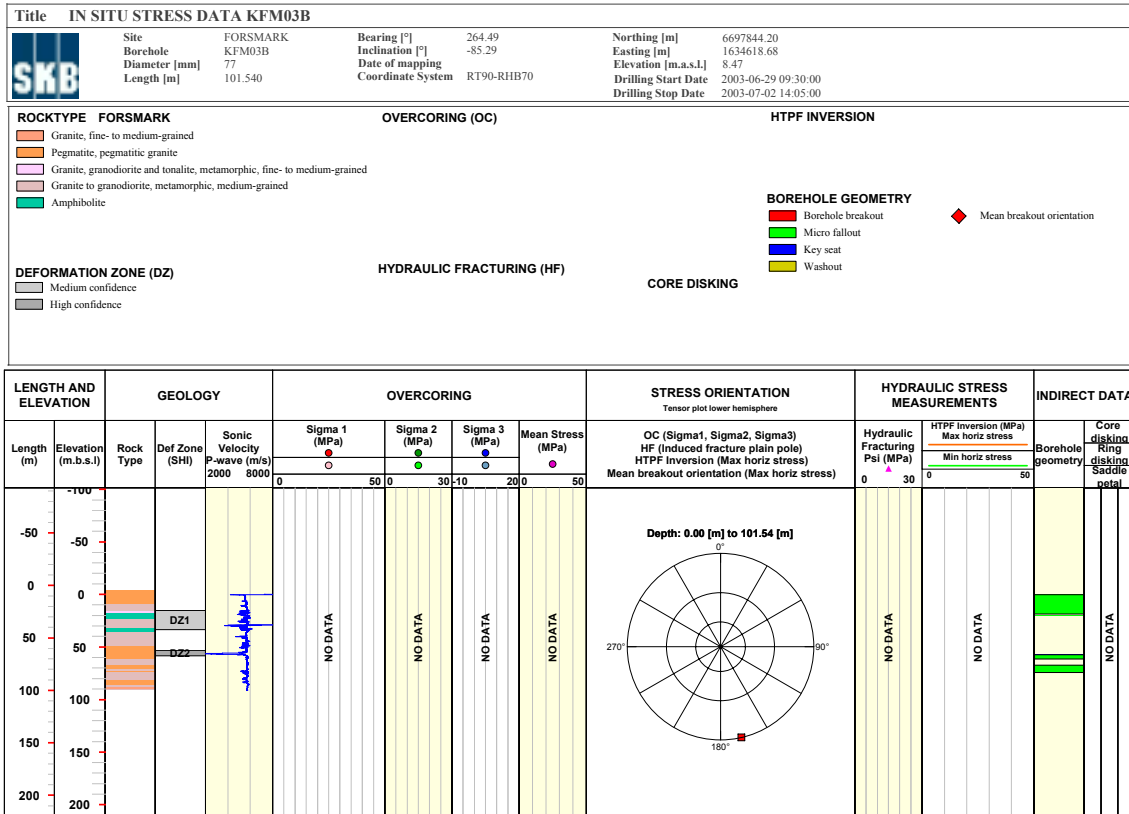 Title IN SITU STRESS DATA KFM03B
SKB
Site FORSMARK Bearing [°] 264.49 Northing [m] 6697844.20
Borehole KFM03B Inclination [°] -85.29 Easting [m] 1634618.68
Diameter [mm] 77 Date of mapping Elevation [m.a.s.l.] 8.47
Length [m] 101.540 Coordinate System RT90-RHB70 Drilling Start Date 2003-06-29 09:30:00
Drilling Stop Date 2003-07-02 14:05:00
ROCKTYPE FORSMARK OVERCORING (OC) HTPF INVERSION
Granite, fine- to medium-grained
Pegmatite, pegmatitic granite
Granite, granodiorite and tonalite, metamorphic, fine- to medium-grained
Granite to granodiorite, metamorphic, medium-grained
Amphibolite
BOREHOLE GEOMETRY
Borehole breakout Mean breakout orientation
Micro fallout
Key seat
Washout
DEFORMATION ZONE (DZ) HYDRAULIC FRACTURING (HF) CORE DISKING
Medium confidence
High confidence
LENGTH AND ELEVATION GEOLOGY OVERCORING STRESS ORIENTATION HYDRAULIC STRESS MEASUREMENTS INDIRECT DATA
Tensor plot lower hemisphere
Length (m)
Elevation (m.b.s.l)
Rock Type
Def Zone (SHI)
Sonic Velocity P-wave (m/s)
2000 8000
Sigma 1 (MPa)
0 50
Sigma 2 (MPa)
0 30
Sigma 3 (MPa)
-10 20
Mean Stress (MPa)
0 50
OC (Sigma1, Sigma2, Sigma3)
HF (Induced fracture plain pole)
HTPF Inversion (Max horiz stress)
Mean breakout orientation (Max horiz stress)
Hydraulic Fracturing Psi (MPa)
0 30
HTPF Inversion (MPa)
Max horiz stress
Min horiz stress
0 50
Borehole geometry
Core disking
Ring disking
Saddle petal
-50
0
50
100
150
200
-100
-50
0
50
100
150
200
DZ1
DZ2
NO DATA
NO DATA
NO DATA
NO DATA
Depth: 0.00 [m] to 101.54 [m]
0°
270° 90°
180°
NO DATA
NO DATA
NO DATA